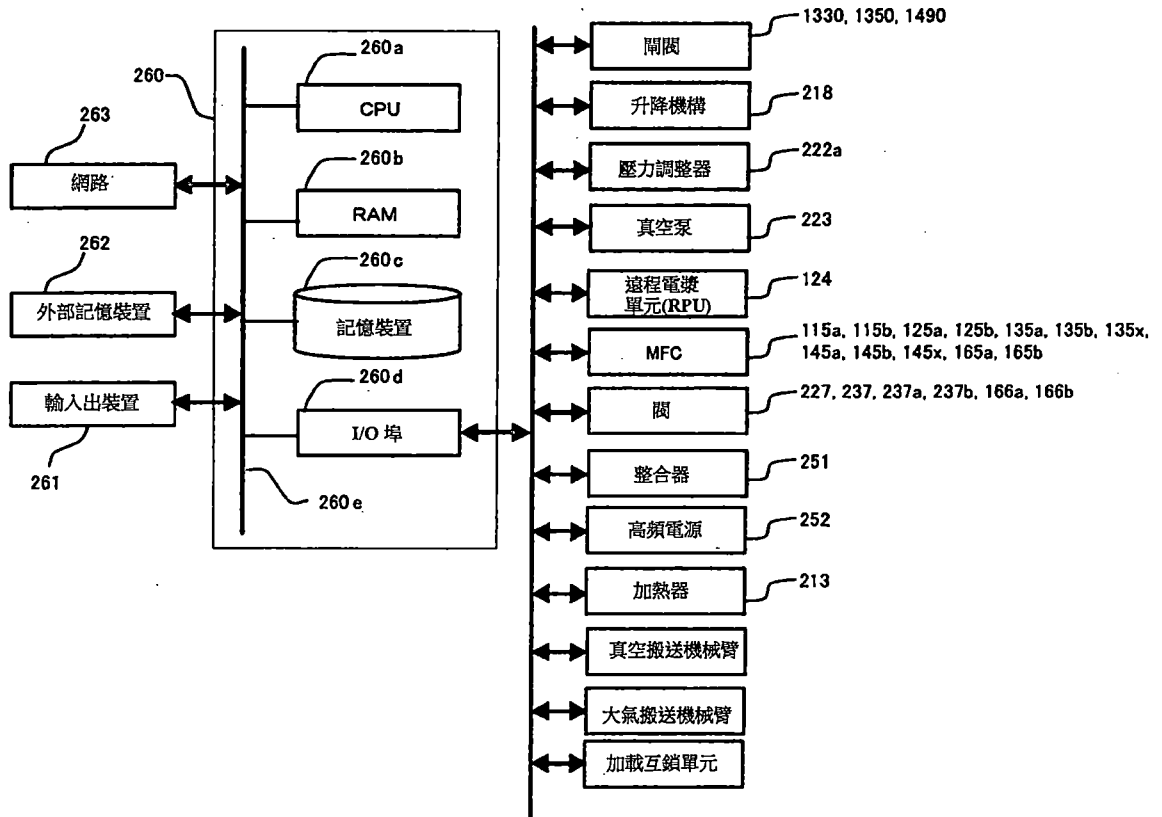 260
263
網路
262
外部記憶裝置
輸入出裝置
261
260a
CPU
260b
RAM
260c
記憶裝置
260d
I/O 埠
260e
1330, 1350, 1490
閘閥
218
升降機構
222a
壓力調整器
223
真空泵
124
遠程電漿
單元(RPU)
115a, 115b, 125a, 125b, 135a, 135b, 135x,
145a, 145b, 145x, 165a, 165b
MFC
227, 237, 237a, 237b, 166a, 166b
閥
251
整合器
252
高頻電源
213
加熱器
真空搬送機械臂
大氣搬送機械臂
加載互鎖單元